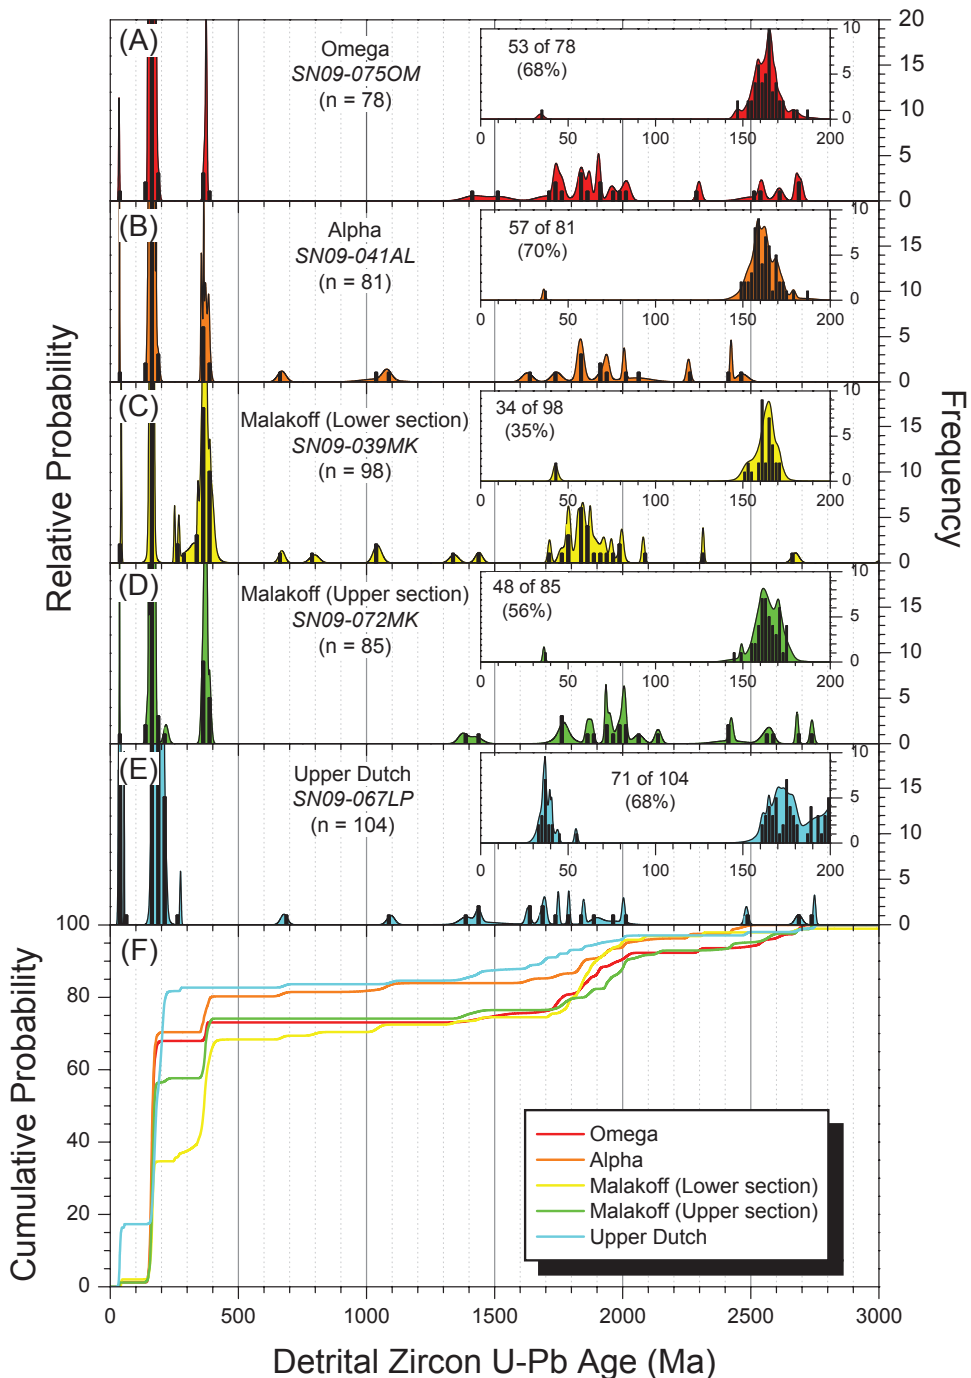 (A)
Omega
SN09-075OM
(n = 78)
53 of 78
(68%)
10
5
0
0 50 100 150 200
20
15
10
5
0
(B)
Alpha
SN09-041AL
(n = 81)
57 of 81
(70%)
10
5
0
0 50 100 150 200
15
10
5
0
(C)
Malakoff (Lower section)
SN09-039MK
(n = 98)
34 of 98
(35%)
10
5
0
0 50 100 150 200
15
10
5
0
(D)
Malakoff (Upper section)
SN09-072MK
(n = 85)
48 of 85
(56%)
10
5
0
0 50 100 150 200
15
10
5
0
(E)
Upper Dutch
SN09-067LP
(n = 104)
71 of 104
(68%)
10
5
0
0 50 100 150 200
15
10
5
0
Relative Probability
Frequency
(F)
100
80
60
40
20
0
Cumulative Probability
Omega
Alpha
Malakoff (Lower section)
Malakoff (Upper section)
Upper Dutch
0 500 1000 1500 2000 2500 3000
Detrital Zircon U-Pb Age (Ma)